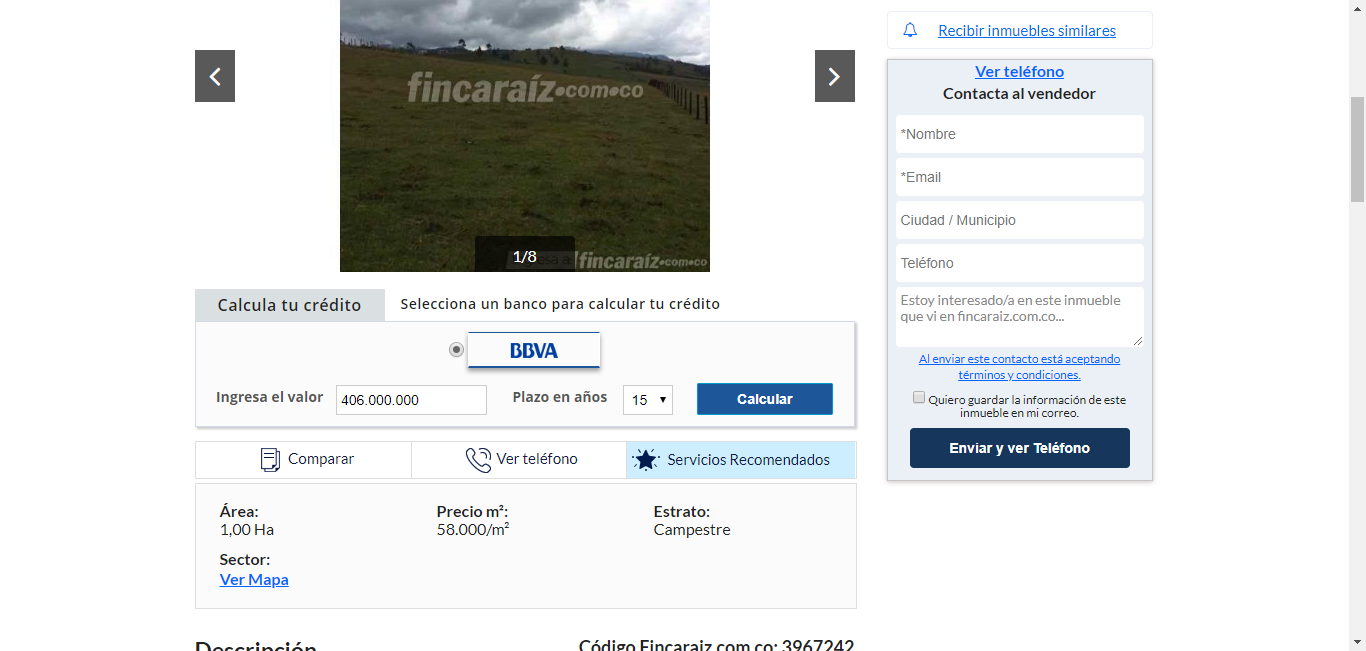 Recibir inmuebles similares
fincaraíz•com•co
1/8
fincaraíz•com•co
Ver teléfono
Contacta al vendedor
*Nombre
*Email
Ciudad / Municipio
Teléfono
Estoy interesado/a en este inmueble
que vi en fincaraiz.com.co...
Al enviar este contacto está aceptando
términos y condiciones.
Quiero guardar la información de este
inmueble en mi correo.
Enviar y ver Teléfono
Calcula tu crédito Selecciona un banco para calcular tu crédito
BBVA
Ingresa el valor 406.000.000 Plazo en años 15 Calcular
Comparar Ver teléfono Servicios Recomendados
Área: Precio m²: Estrato:
1,00 Ha 58.000/m² Campestre
Sector:
Ver Mapa
Descripción Código Fincaraiz.com.co: 3967242